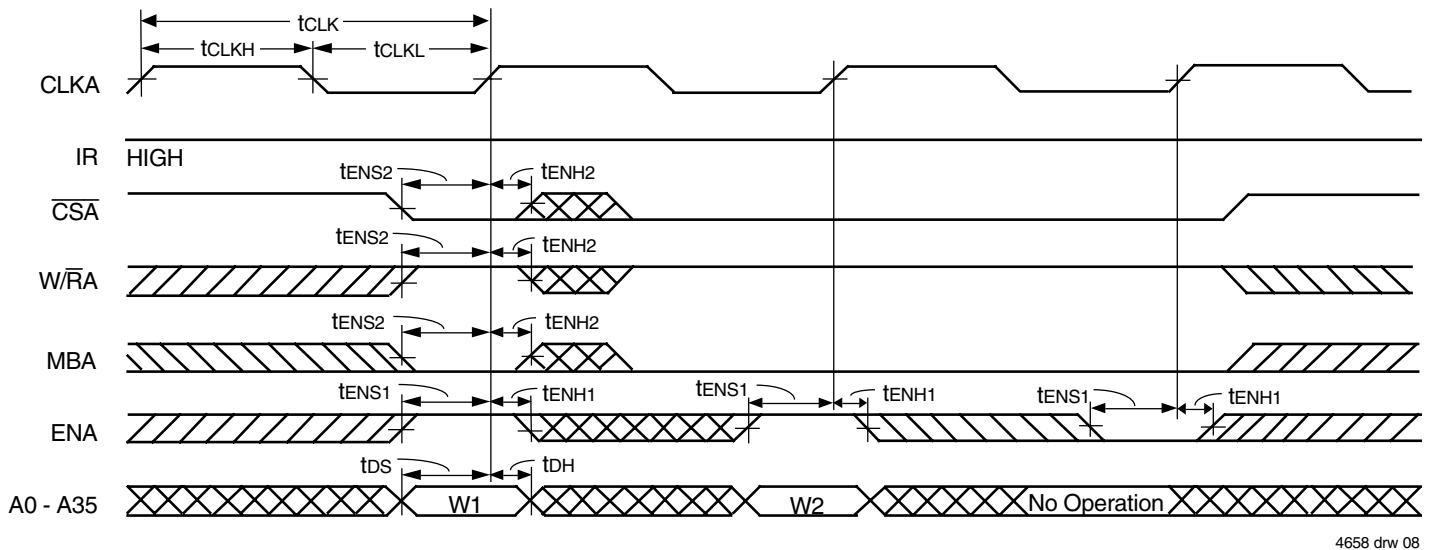 tCLK
tCLKH tCLKL
CLKA
IR HIGH
tENS2 tENH2
CSA
tENS2 tENH2
W/RA
tENS2 tENH2
MBA
tENS1 tENH1 tENS1 tENH1 tENS1 tENH1
ENA
tDS tDH
A0 - A35 W1 W2 No Operation
4658 drw 08